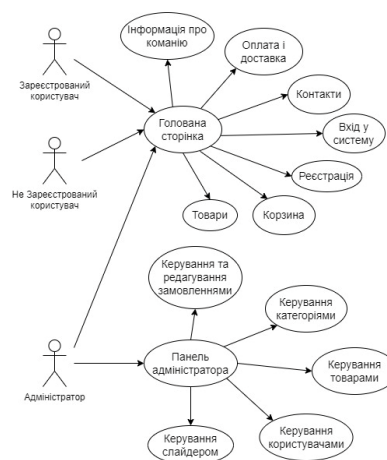 Інформація про
команію
Оплата і
доставка
Зареєстрований
користувач
Контакти
Головна
сторінка
Вхід у
систему
Не Зареєстрований
користувач
Реєстрація
Товари
Корзина
Керування та
редагування
замовленнями
Керування
категоріями
Панель
адміністратора
Керування
товарами
Адміністратор
Керування
слайдером
Керування
користувачами